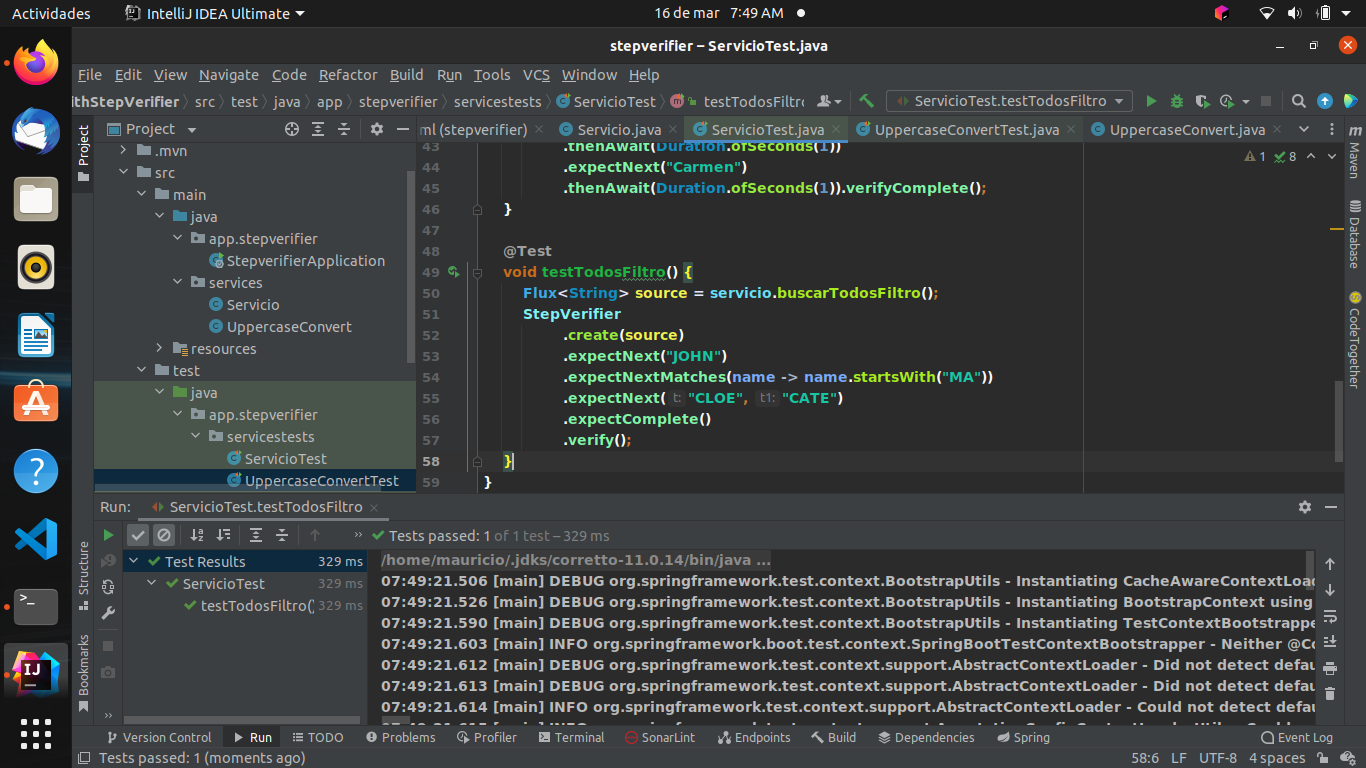 Actividades IntelliJ IDEA Ultimate 16 de mar 7:49 AM
stepverifier – ServicioTest.java
File Edit View Navigate Code Refactor Build Run Tools VCS Window Help
ithStepVerifier src test java app stepverifier servicestests ServicioTest testTodosFiltro ServicioTest.testTodosFiltro
Project
Project
ml (stepverifier) Servicio.java ServicioTest.java UppercaseConvertTest.java UppercaseConvert.java
Maven
Database
CodeTogether
.mvn
src
main
java
app.stepverifier
StepverifierApplication
services
Servicio
UppercaseConvert
resources
test
java
app.stepverifier
servicestests
ServicioTest
UppercaseConvertTest
1 8
43 .thenAwait(Duration.ofSeconds(1))
44 .expectNext("Carmen")
45 .thenAwait(Duration.ofSeconds(1)).verifyComplete();
46 }
47
48 @Test
49 void testTodosFiltro() {
50 Flux<String> source = servicio.buscarTodosFiltro();
51 StepVerifier
52 .create(source)
53 .expectNext("JOHN")
54 .expectNextMatches(name -> name.startsWith("MA"))
55 .expectNext( t: "CLOE", t1: "CATE")
56 .expectComplete()
57 .verify();
58 }
59 }
Structure
Bookmarks
Run: ServicioTest.testTodosFiltro
Tests passed: 1 of 1 test – 329 ms
Test Results 329 ms
ServicioTest 329 ms
testTodosFiltro() 329 ms
/home/mauricio/.jdks/corretto-11.0.14/bin/java ...
07:49:21.506 [main] DEBUG org.springframework.test.context.BootstrapUtils - Instantiating CacheAwareContextLoad
07:49:21.526 [main] DEBUG org.springframework.test.context.BootstrapUtils - Instantiating BootstrapContext using
07:49:21.590 [main] DEBUG org.springframework.test.context.BootstrapUtils - Instantiating TestContextBootstrappe
07:49:21.603 [main] INFO org.springframework.boot.test.context.SpringBootTestContextBootstrapper - Neither @Co
07:49:21.612 [main] DEBUG org.springframework.test.context.support.AbstractContextLoader - Did not detect defau
07:49:21.613 [main] DEBUG org.springframework.test.context.support.AbstractContextLoader - Did not detect defau
07:49:21.614 [main] INFO org.springframework.test.context.support.AbstractContextLoader - Could not detect defau
Version Control Run TODO Problems Profiler Terminal SonarLint Endpoints Build Dependencies Spring Event Log
Tests passed: 1 (moments ago) 58:6 LF UTF-8 4 spaces